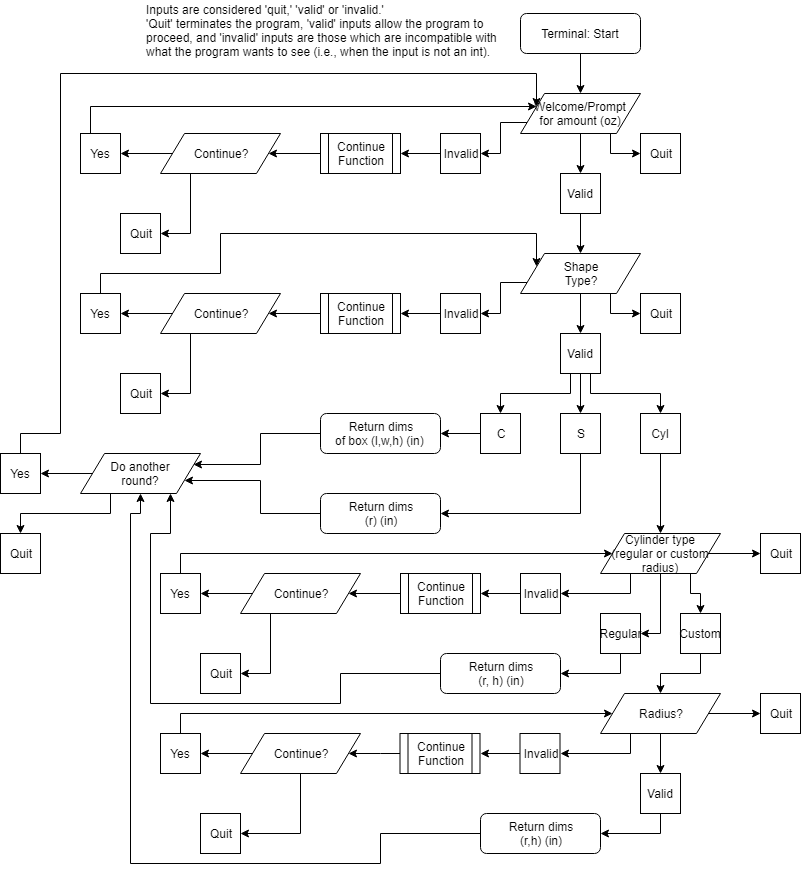 Inputs are considered 'quit,' 'valid' or 'invalid.'
'Quit' terminates the program, 'valid' inputs allow the program to
proceed, and 'invalid' inputs are those which are incompatible with
what the program wants to see (i.e., when the input is not an int).
Terminal: Start
Welcome/Prompt
for amount (oz)
Yes
Continue?
Continue
Function
Invalid
Quit
Valid
Quit
Shape
Type?
Yes
Continue?
Continue
Function
Invalid
Quit
Valid
Quit
Return dims
of box (l,w,h) (in)
C
S
Cyl
Yes
Do another
round?
Return dims
(r) (in)
Quit
Cylinder type
(regular or custom
radius)
Quit
Yes
Continue?
Continue
Function
Invalid
Regular
Custom
Quit
Return dims
(r, h) (in)
Radius?
Quit
Yes
Continue?
Continue
Function
Invalid
Valid
Quit
Return dims
(r,h) (in)